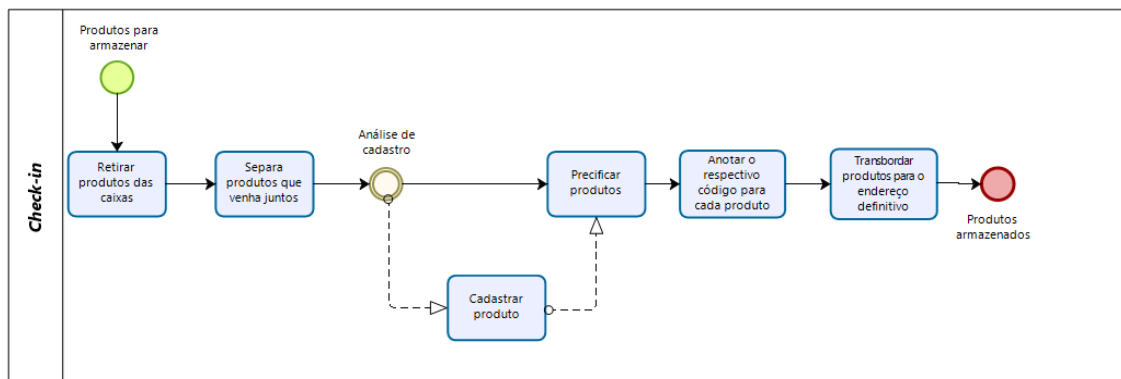 Check-in
Produtos para
armazenar
Retirar
produtos das
caixas
Separa
produtos que
venha juntos
Análise de
cadastro
Cadastrar
produto
Precificar
produtos
Anotar o
respectivo
código para
cada produto
Transbordar
produtos para o
endereço
definitivo
Produtos
armazenados